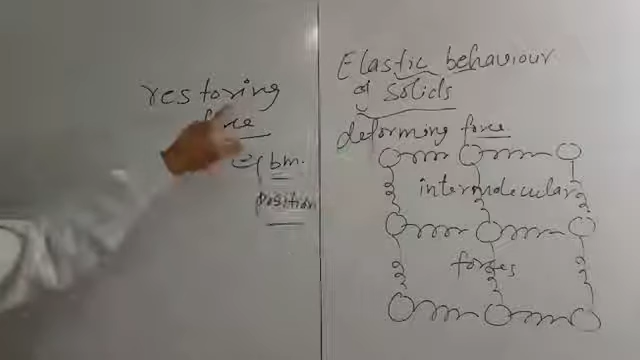 restoring
force
eqbm.
position
Elastic behaviour
of solids
deforming force
intermolecular
forces